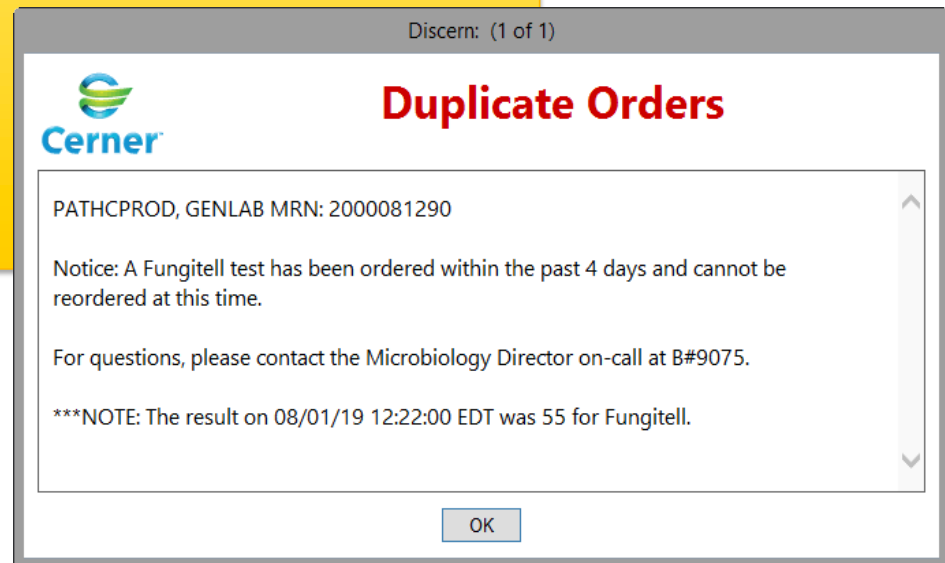 Discern: (1 of 1)
Cerner
Duplicate Orders
PATHCPROD, GENLAB MRN: 2000081290
Notice: A Fungitell test has been ordered within the past 4 days and cannot be
reordered at this time.
For questions, please contact the Microbiology Director on-call at B#9075.
***NOTE: The result on 08/01/19 12:22:00 EDT was 55 for Fungitell.
OK